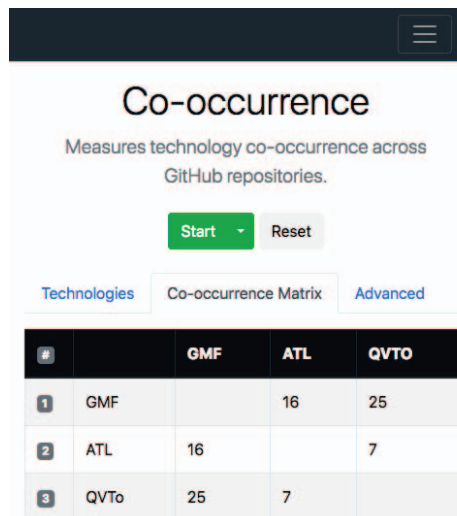 Co-occurrence
Measures technology co-occurrence across
GitHub repositories.
Start Reset
Technologies Co-occurrence Matrix Advanced
# GMF ATL QVTO
1 GMF 16 25
2 ATL 16 7
3 QVTo 25 7